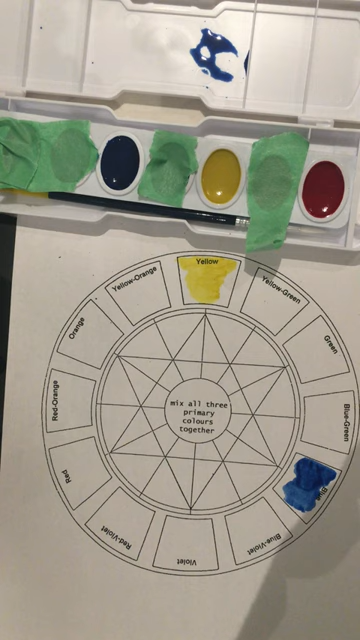 Yellow
Yellow-Green
Green
Blue-Green
Blue
Blue-Violet
Violet
Red-Violet
Red
Red-Orange
Orange
Yellow-Orange
mix all three
primary
colours
together